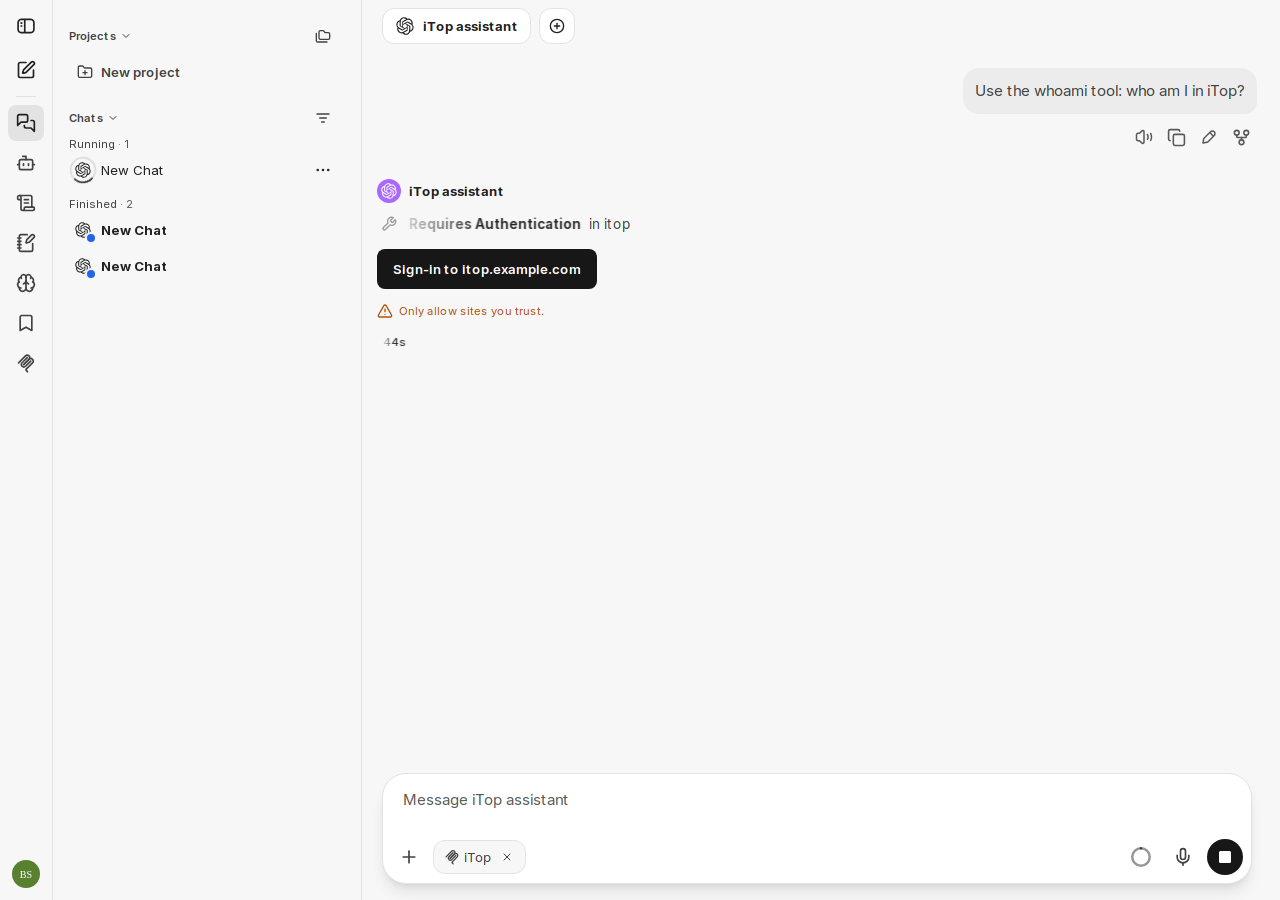 Projects
New project
Chats
Running · 1
New Chat
Finished · 2
New Chat
New Chat
BS
iTop assistant
Use the whoami tool: who am I in iTop?
iTop assistant
Requires Authentication in itop
Sign-in to itop.example.com
Only allow sites you trust.
44s
Message iTop assistant
iTop